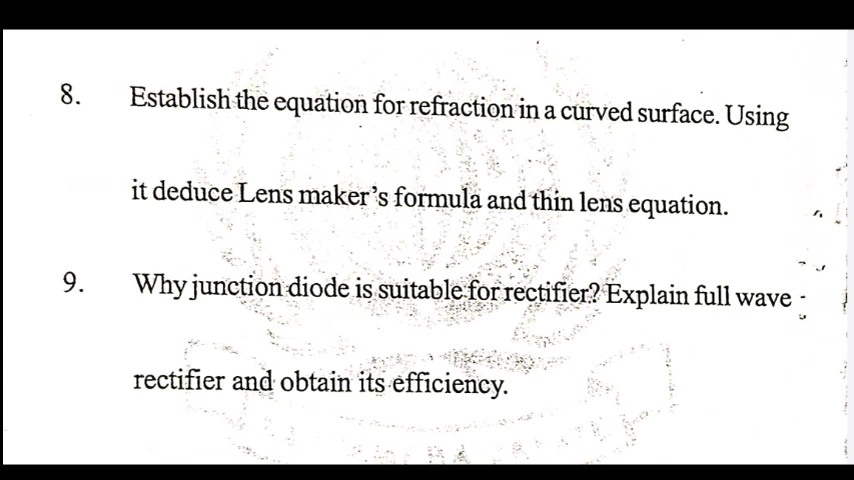 8. Establish the equation for refraction in a curved surface. Using
it deduce Lens maker's formula and thin lens equation.
9. Why junction diode is suitable for rectifier? Explain full wave
rectifier and obtain its efficiency.